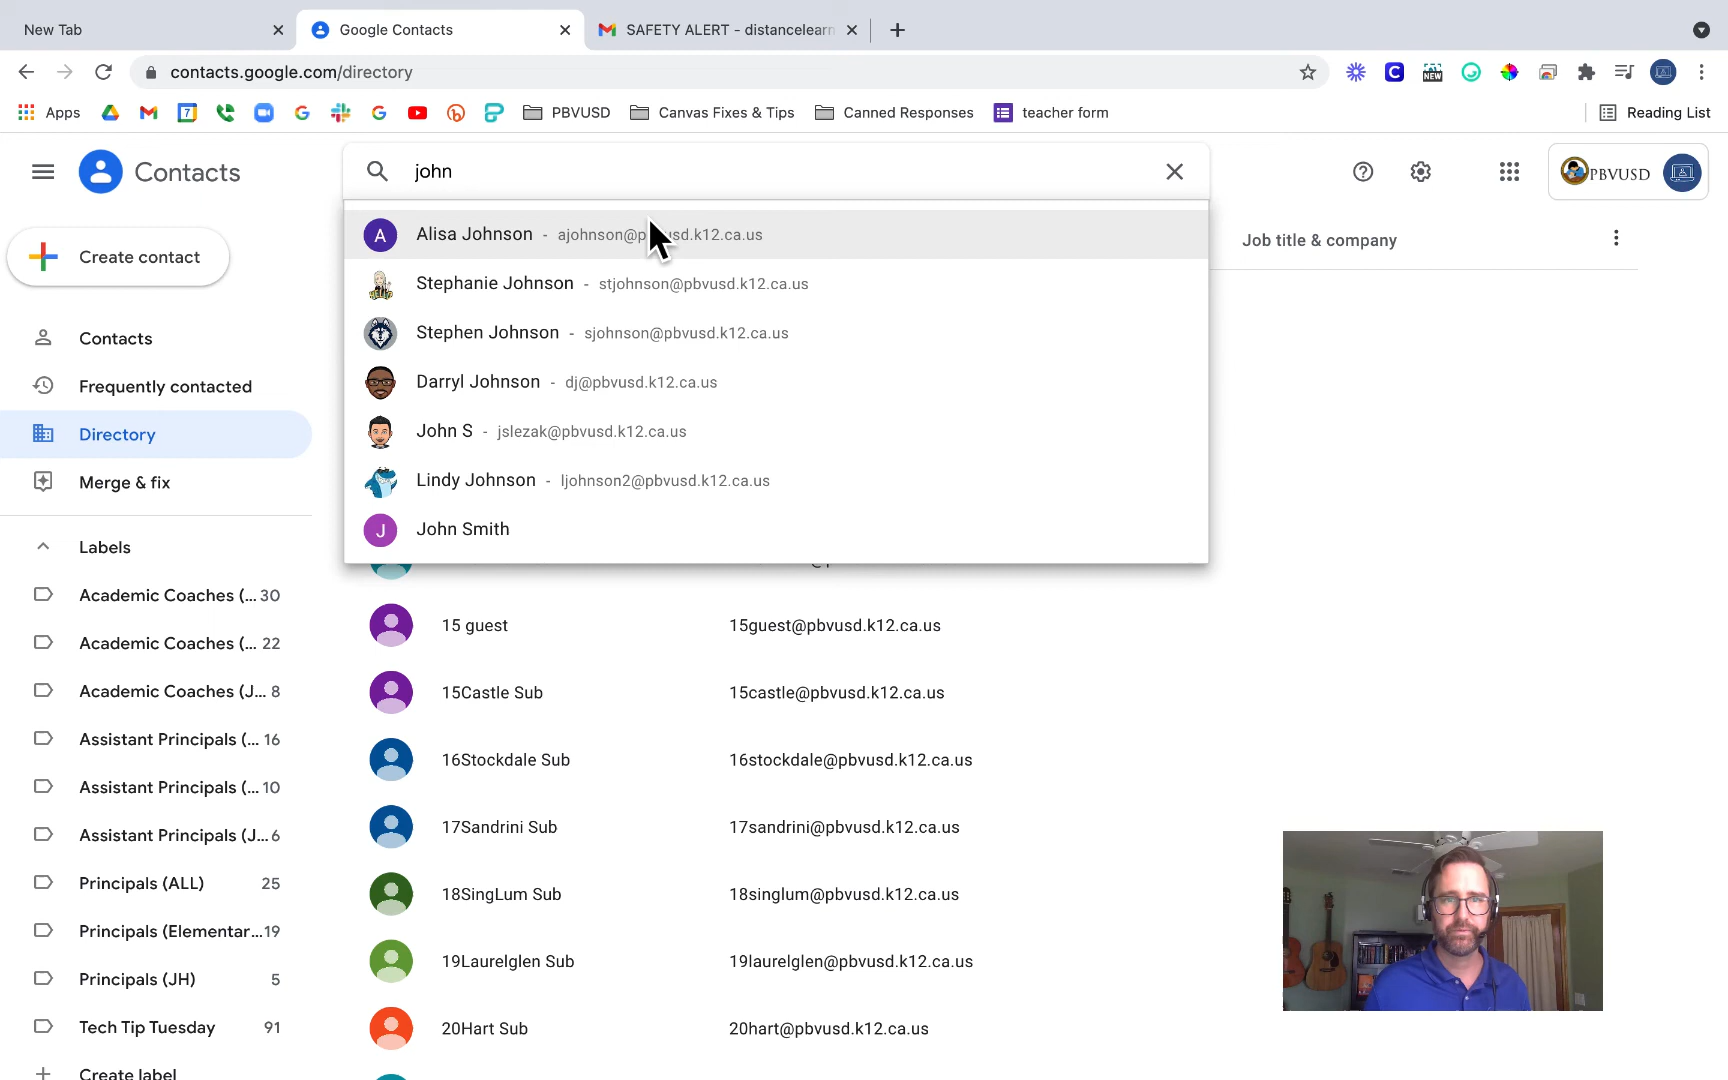 New Tab
Google Contacts
SAFETY ALERT - distancelearn
contacts.google.com/directory
NEW
Apps
7
PBVUSD
Canvas Fixes & Tips
Canned Responses
teacher form
Reading List
Contacts
john
PBVUSD
Create contact
Job title & company
A
Alisa Johnson - ajohnson@p usd.k12.ca.us
HELLO
Stephanie Johnson - stjohnson@pbvusd.k12.ca.us
Stephen Johnson - sjohnson@pbvusd.k12.ca.us
Darryl Johnson - dj@pbvusd.k12.ca.us
John S - jslezak@pbvusd.k12.ca.us
Lindy Johnson - ljohnson2@pbvusd.k12.ca.us
J
John Smith
Contacts
Frequently contacted
Directory
Merge & fix
Labels
Academic Coaches (... 30
Academic Coaches (... 22
Academic Coaches (J... 8
Assistant Principals (... 16
Assistant Principals (... 10
Assistant Principals (J... 6
Principals (ALL) 25
Principals (Elementar... 19
Principals (JH) 5
Tech Tip Tuesday 91
Create label
15 guest 15guest@pbvusd.k12.ca.us
15Castle Sub 15castle@pbvusd.k12.ca.us
16Stockdale Sub 16stockdale@pbvusd.k12.ca.us
17Sandrini Sub 17sandrini@pbvusd.k12.ca.us
18SingLum Sub 18singlum@pbvusd.k12.ca.us
19Laurelglen Sub 19laurelglen@pbvusd.k12.ca.us
20Hart Sub 20hart@pbvusd.k12.ca.us